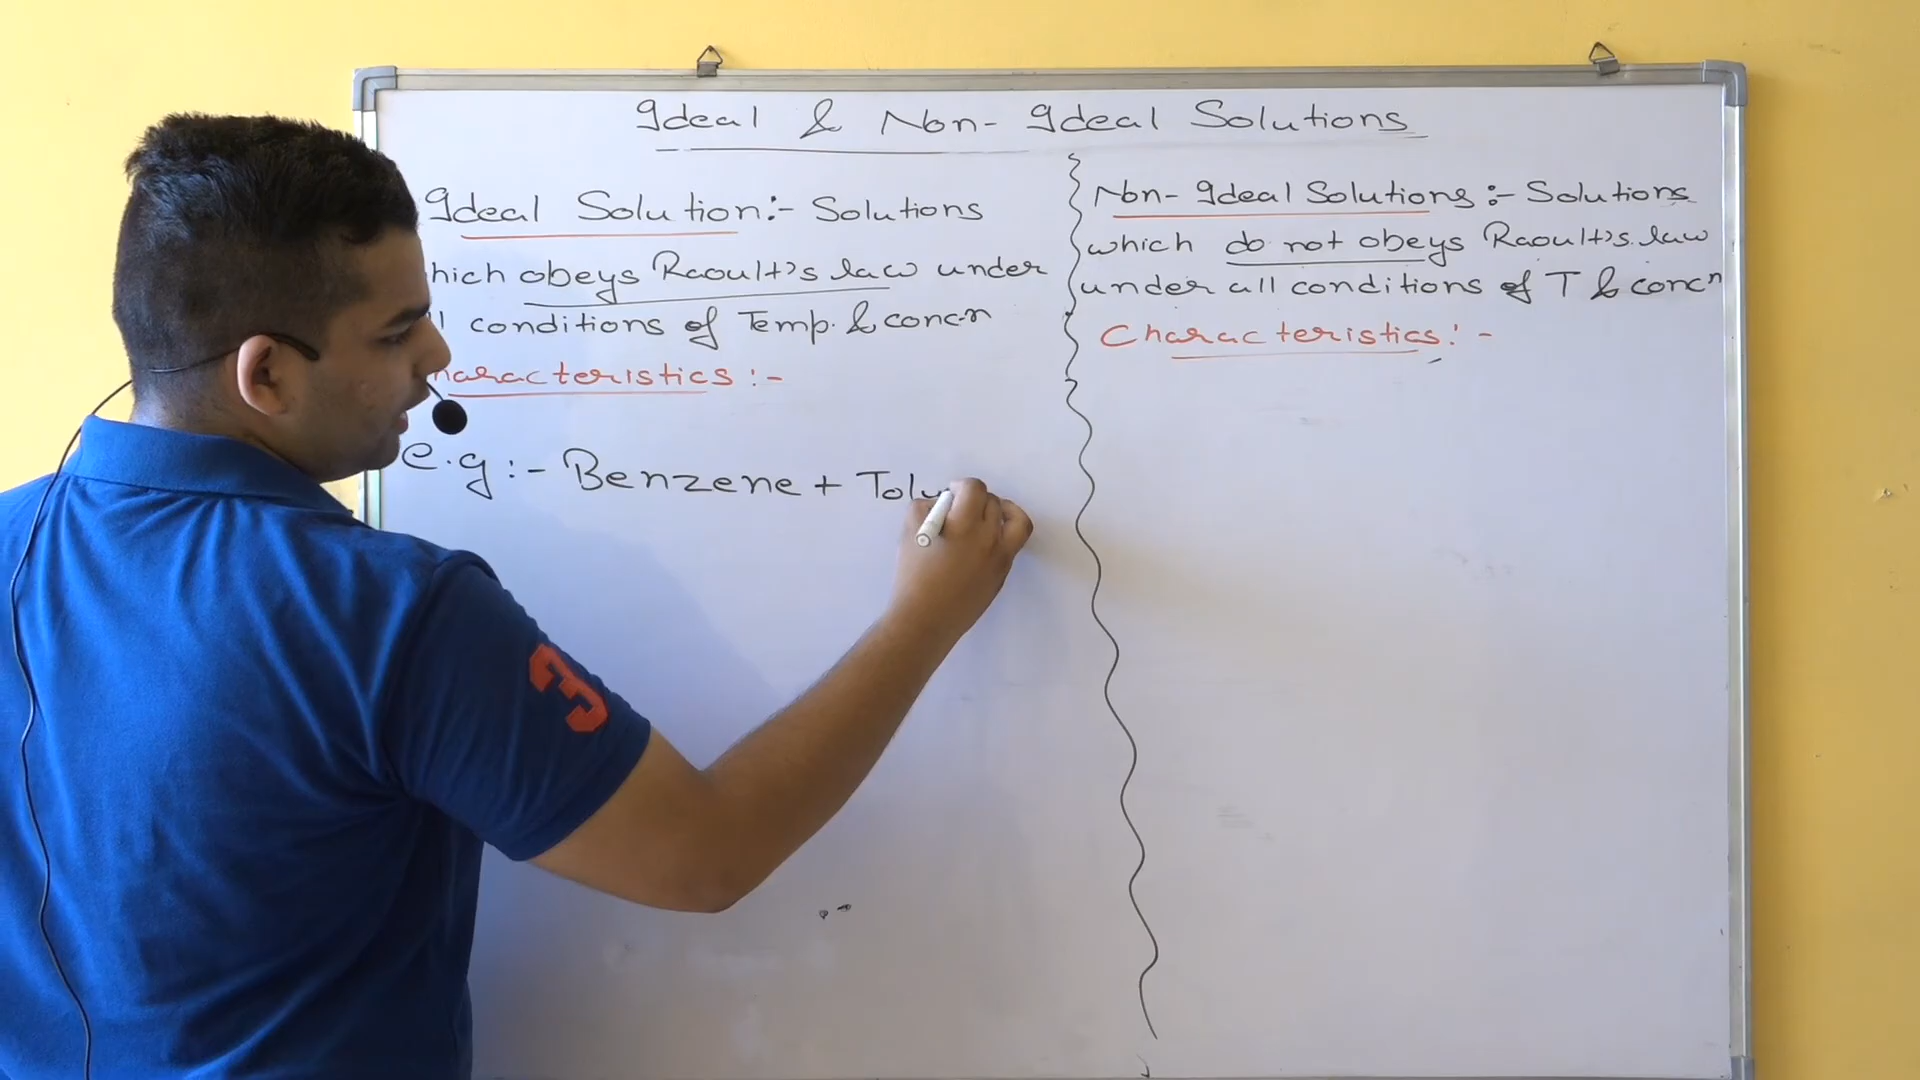 Ideal & Non-Ideal Solutions
Ideal Solution:- Solutions
hich obeys Raoult's law under
conditions of Temp. & concn
haracteristics:-
e.g:- Benzene + Tolu
Non-Ideal Solutions:- Solutions
which do not obeys Raoult's law
under all conditions of T & concn
Characteristics:-
3